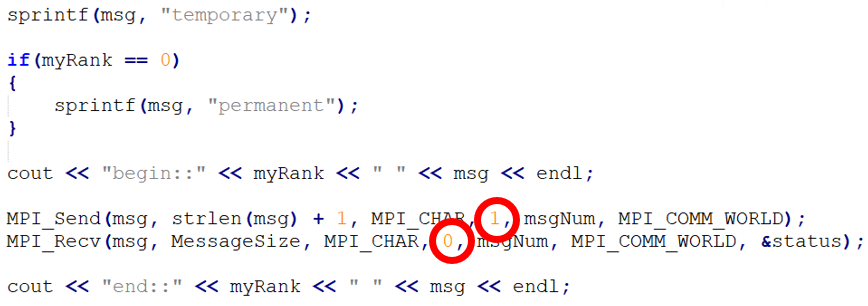 sprintf(msg, "temporary");
if(myRank == 0)
{
sprintf(msg, "permanent");
}
cout << "begin::" << myRank << " " << msg << endl;
MPI_Send(msg, strlen(msg) + 1, MPI_CHAR, 1, msgNum, MPI_COMM_WORLD);
MPI_Recv(msg, MessageSize, MPI_CHAR, 0, msgNum, MPI_COMM_WORLD, &status);
cout << "end::" << myRank << " " << msg << endl;